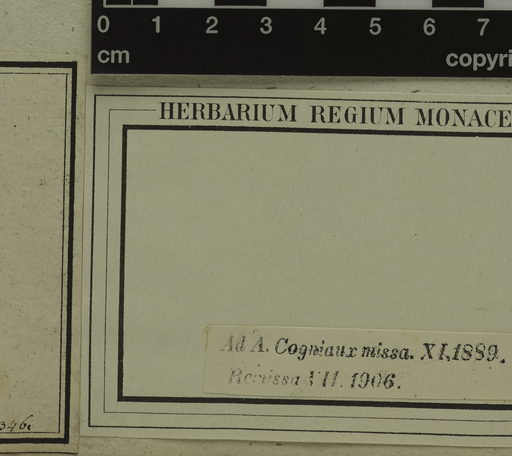 0 1 2 3 4 5 6 7
cm copyri
HERBARIUM REGIUM MONACE
Ad A. Cogniaux missa. XI,1889.
Remissa VII. 1906.
346.